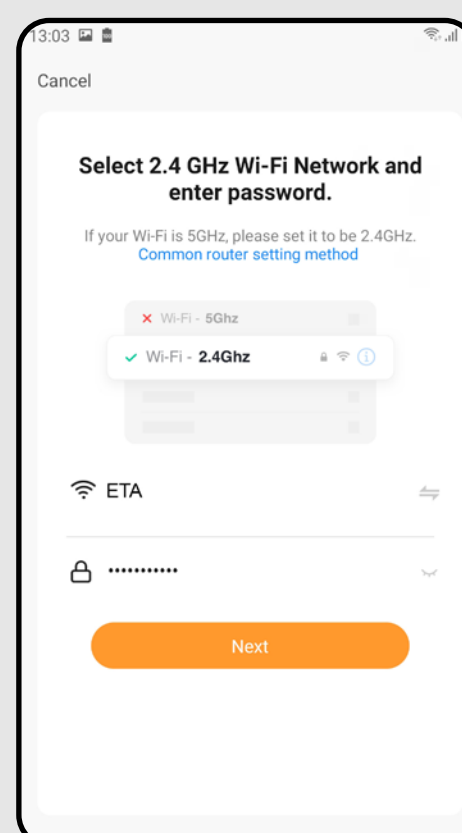 13:03
Cancel
Select 2.4 GHz Wi-Fi Network and
enter password.
If your Wi-Fi is 5GHz, please set it to be 2.4GHz.
Common router setting method
Wi-Fi - 5Ghz
Wi-Fi - 2.4Ghz
ETA
•••••••••••
Next